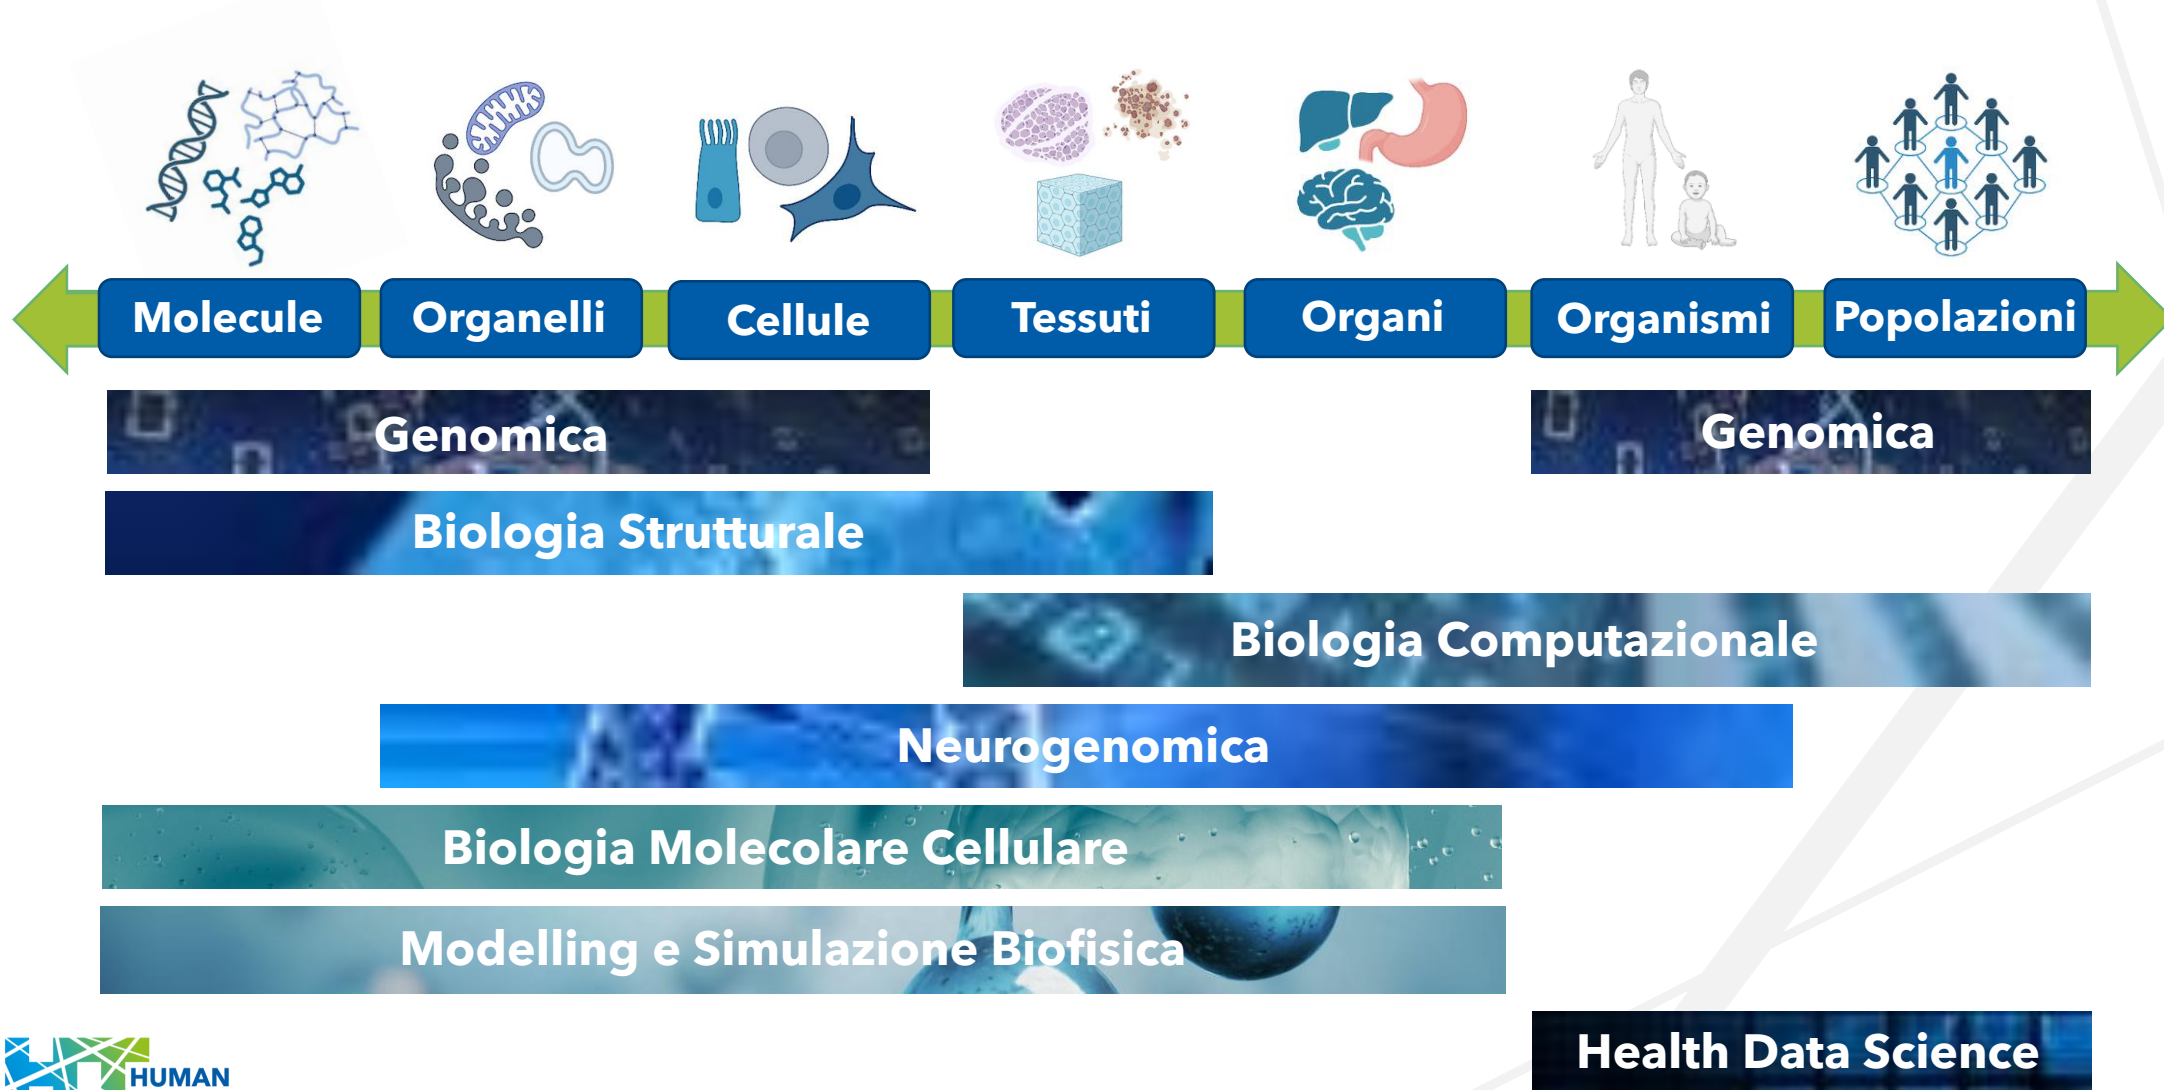 Molecule
Organelli
Cellule
Tessuti
Organi
Organismi
Popolazioni
Genomica
Genomica
Biologia Strutturale
Biologia Computazionale
Neurogenomica
Biologia Molecolare Cellulare
Modelling e Simulazione Biofisica
Health Data Science
HUMAN